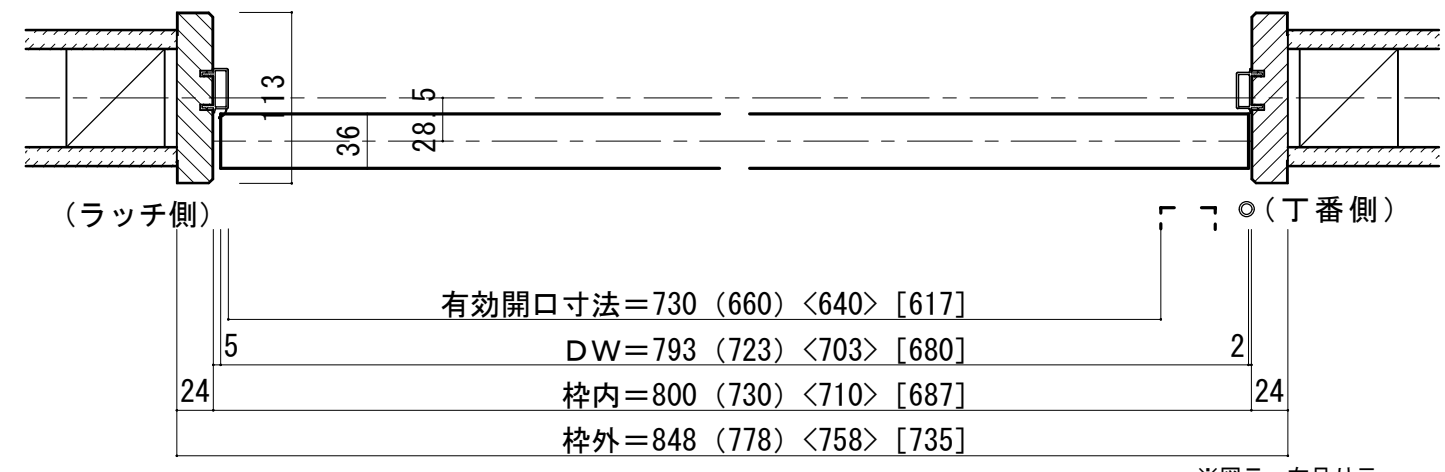 113
28.5
36
(ラッチ側)
◎(丁番側)
有効開口寸法=730 (660) <640> [617]
5 DW=793 (723) <703> [680] 2
24 枠内=800 (730) <710> [687] 24
枠外=848 (778) <758> [735]